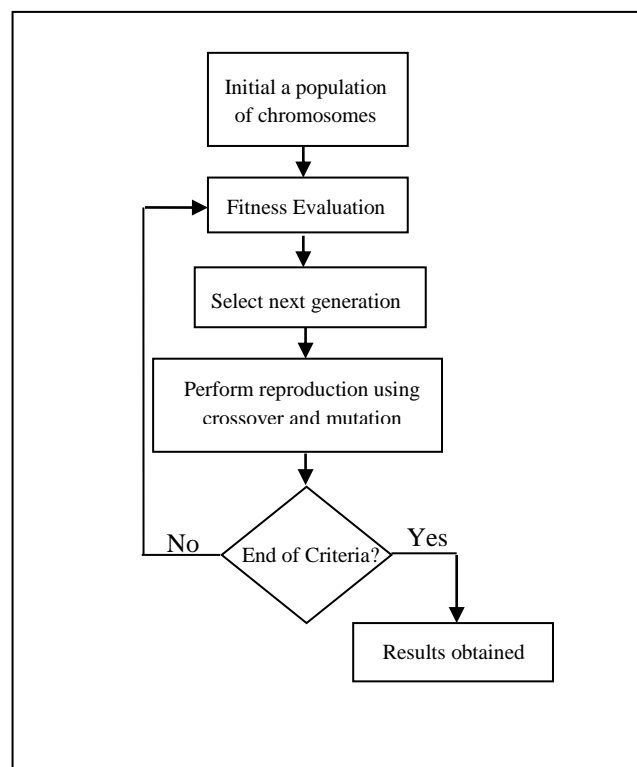 Initial a population
of chromosomes
Fitness Evaluation
Select next generation
Perform reproduction using
crossover and mutation
No
End of Criteria?
Yes
Results obtained